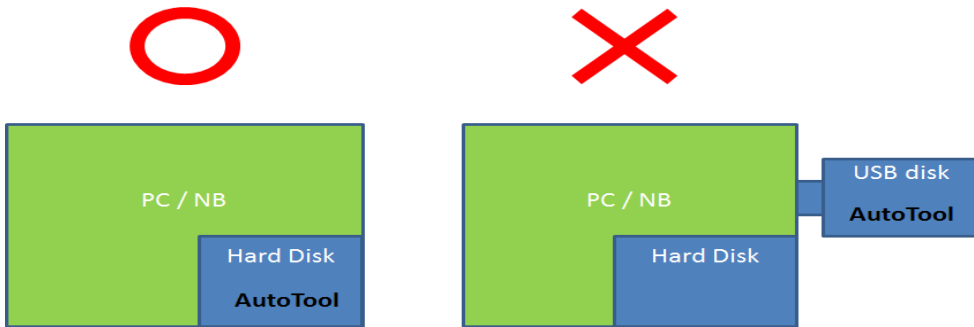 PC / NB
Hard Disk
AutoTool
PC / NB
Hard Disk
USB disk
AutoTool